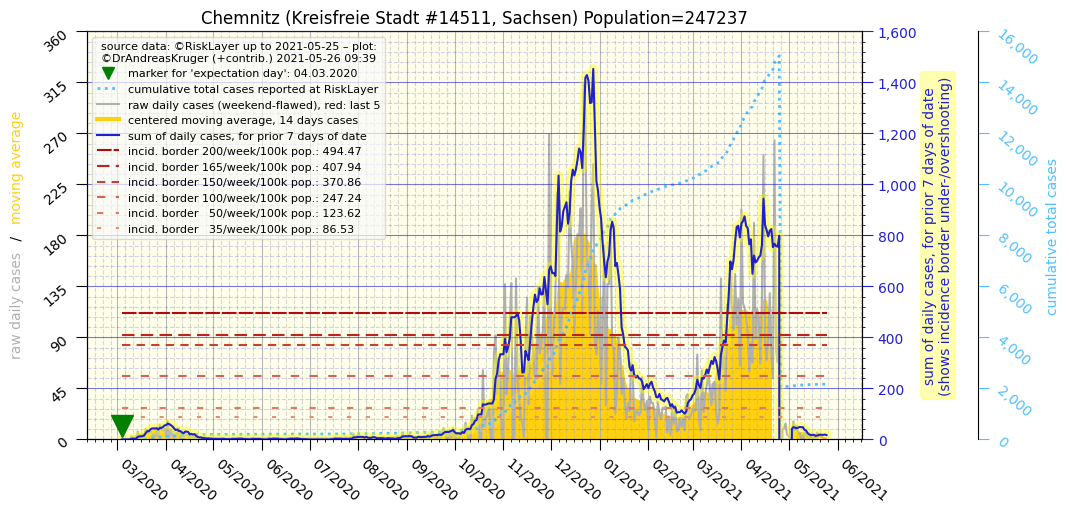 Chemnitz (Kreisfreie Stadt #14511, Sachsen) Population=247237
source data: ©RiskLayer up to 2021-05-25 – plot:
©DrAndreasKruger (+contrib.) 2021-05-26 09:39
marker for 'expectation day': 04.03.2020
cumulative total cases reported at RiskLayer
raw daily cases (weekend-flawed), red: last 5
centered moving average, 14 days cases
sum of daily cases, for prior 7 days of date
incid. border 200/week/100k pop.: 494.47
incid. border 165/week/100k pop.: 407.94
incid. border 150/week/100k pop.: 370.86
incid. border 100/week/100k pop.: 247.24
incid. border   50/week/100k pop.: 123.62
incid. border   35/week/100k pop.: 86.53
raw daily cases / moving average
360
315
270
225
180
135
90
45
0
1,600
1,400
1,200
1,000
800
600
400
200
0
sum of daily cases, for prior 7 days of date
(shows incidence border under-/overshooting)
16,000
14,000
12,000
10,000
8,000
6,000
4,000
2,000
0
cumulative total cases
03/2020
04/2020
05/2020
06/2020
07/2020
08/2020
09/2020
10/2020
11/2020
12/2020
01/2021
02/2021
03/2021
04/2021
05/2021
06/2021